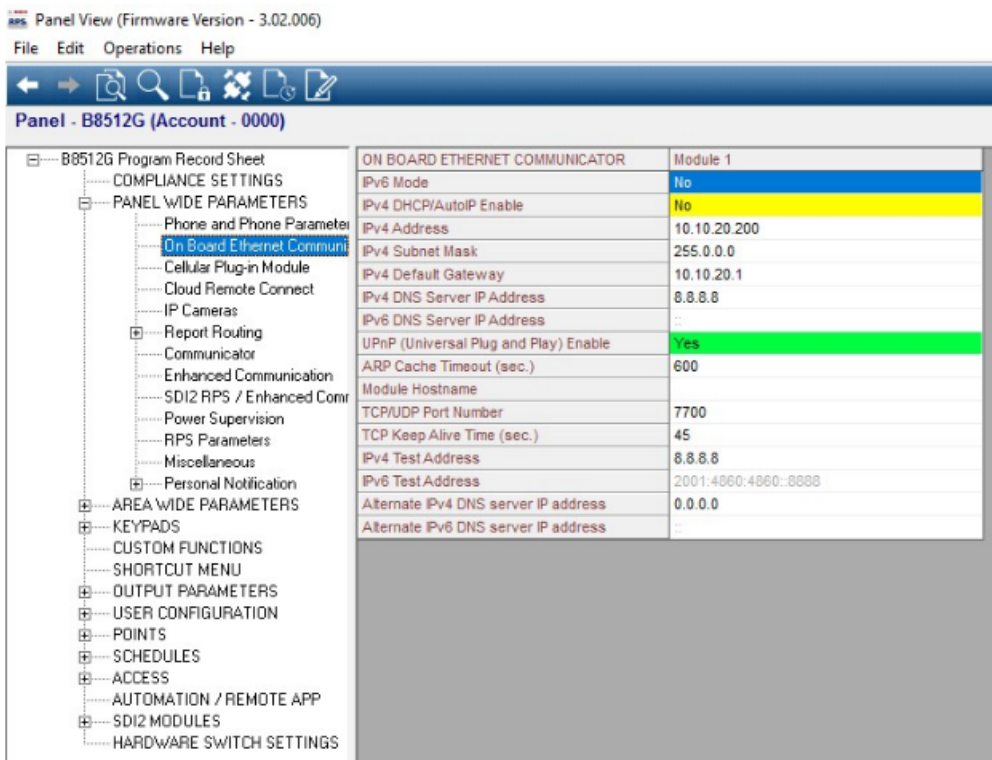 RPS Panel View (Firmware Version - 3.02.006)
File Edit Operations Help
Panel - B8512G (Account - 0000)
B8512G Program Record Sheet
COMPLIANCE SETTINGS
PANEL WIDE PARAMETERS
Phone and Phone Parameter
On Board Ethernet Communi
Cellular Plug-in Module
Cloud Remote Connect
IP Cameras
Report Routing
Communicator
Enhanced Communication
SDI2 RPS / Enhanced Comm
Power Supervision
RPS Parameters
Miscellaneous
Personal Notification
AREA WIDE PARAMETERS
KEYPADS
CUSTOM FUNCTIONS
SHORTCUT MENU
OUTPUT PARAMETERS
USER CONFIGURATION
POINTS
SCHEDULES
ACCESS
AUTOMATION / REMOTE APP
SDI2 MODULES
HARDWARE SWITCH SETTINGS
ON BOARD ETHERNET COMMUNICATOR Module 1
IPv6 Mode No
IPv4 DHCP/AutoIP Enable No
IPv4 Address 10.10.20.200
IPv4 Subnet Mask 255.0.0.0
IPv4 Default Gateway 10.10.20.1
IPv4 DNS Server IP Address 8.8.8.8
IPv6 DNS Server IP Address ::
UPnP (Universal Plug and Play) Enable Yes
ARP Cache Timeout (sec.) 600
Module Hostname
TCP/UDP Port Number 7700
TCP Keep Alive Time (sec.) 45
IPv4 Test Address 8.8.8.8
IPv6 Test Address 2001:4860:4860::8888
Alternate IPv4 DNS server IP address 0.0.0.0
Alternate IPv6 DNS server IP address ::